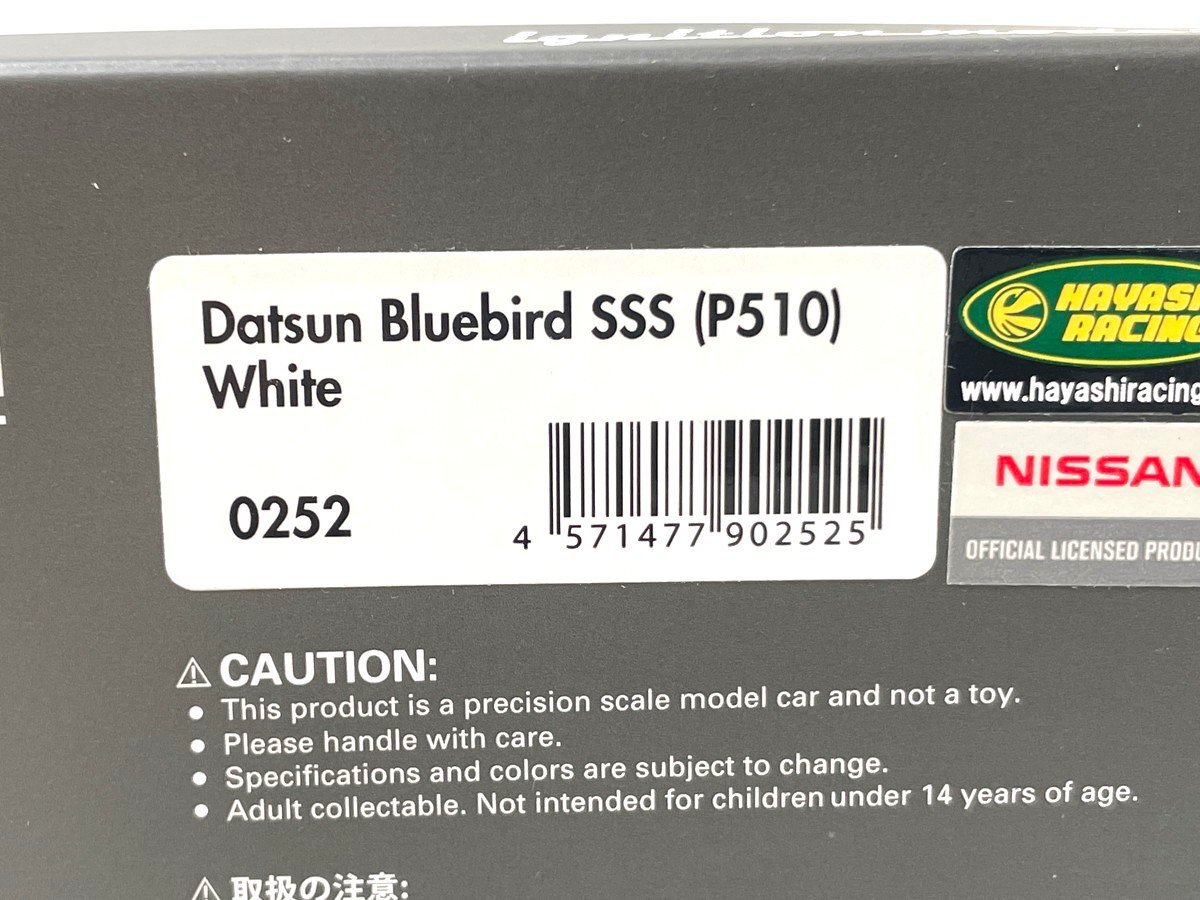 ignition
Datsun Bluebird SSS (P510)
White
0252
4 571477 902525
HAYASHI
RACING
www.hayashiracing
NISSAN
OFFICIAL LICENSED
⚠ CAUTION:
• This product is a precision scale model car and not a toy.
• Please handle with care.
• Specifications and colors are subject to change.
• Adult collectable. Not intended for children under 14 years of age.
⚠ 取扱の注意: